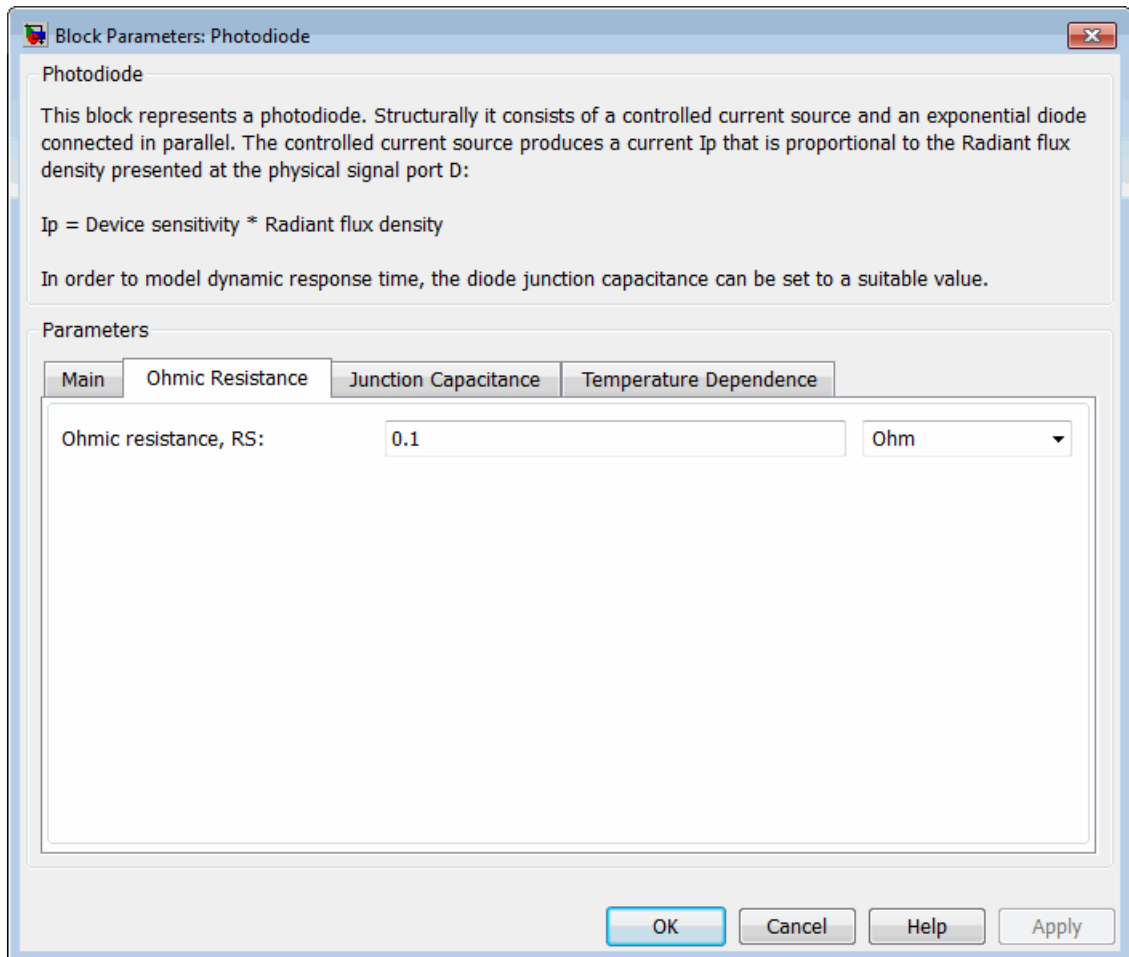 Block Parameters: Photodiode
Photodiode
This block represents a photodiode. Structurally it consists of a controlled current source and an exponential diode
connected in parallel. The controlled current source produces a current Ip that is proportional to the Radiant flux
density presented at the physical signal port D:
Ip = Device sensitivity * Radiant flux density
In order to model dynamic response time, the diode junction capacitance can be set to a suitable value.
Parameters
Main Ohmic Resistance Junction Capacitance Temperature Dependence
Ohmic resistance, RS: 0.1 Ohm
OK Cancel Help Apply